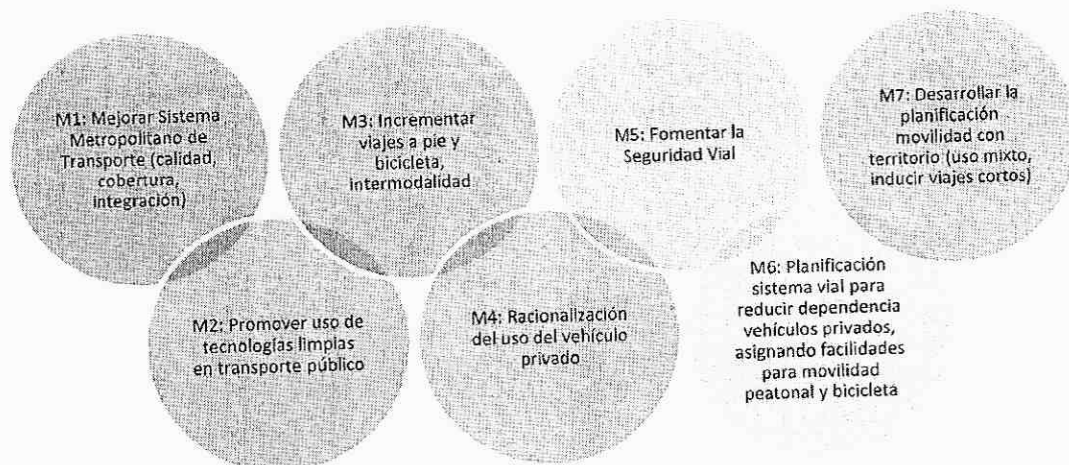 M1: Mejorar Sistema
Metropolitano de
Transporte (calidad,
cobertura,
integración)
M2: Promover uso de
tecnologías limpias
en transporte público
M3: Incrementar
viajes a pie y
bicicleta,
intermodalidad
M4: Racionalización
del uso del vehículo
privado
M5: Fomentar la
Seguridad Vial
M6: Planificación
sistema vial para
reducir dependencia
vehículos privados,
asignando facilidades
para movilidad
peatonal y bicicleta
M7: Desarrollar la
planificación
movilidad con
territorio (uso mixto,
inducir viajes cortos)